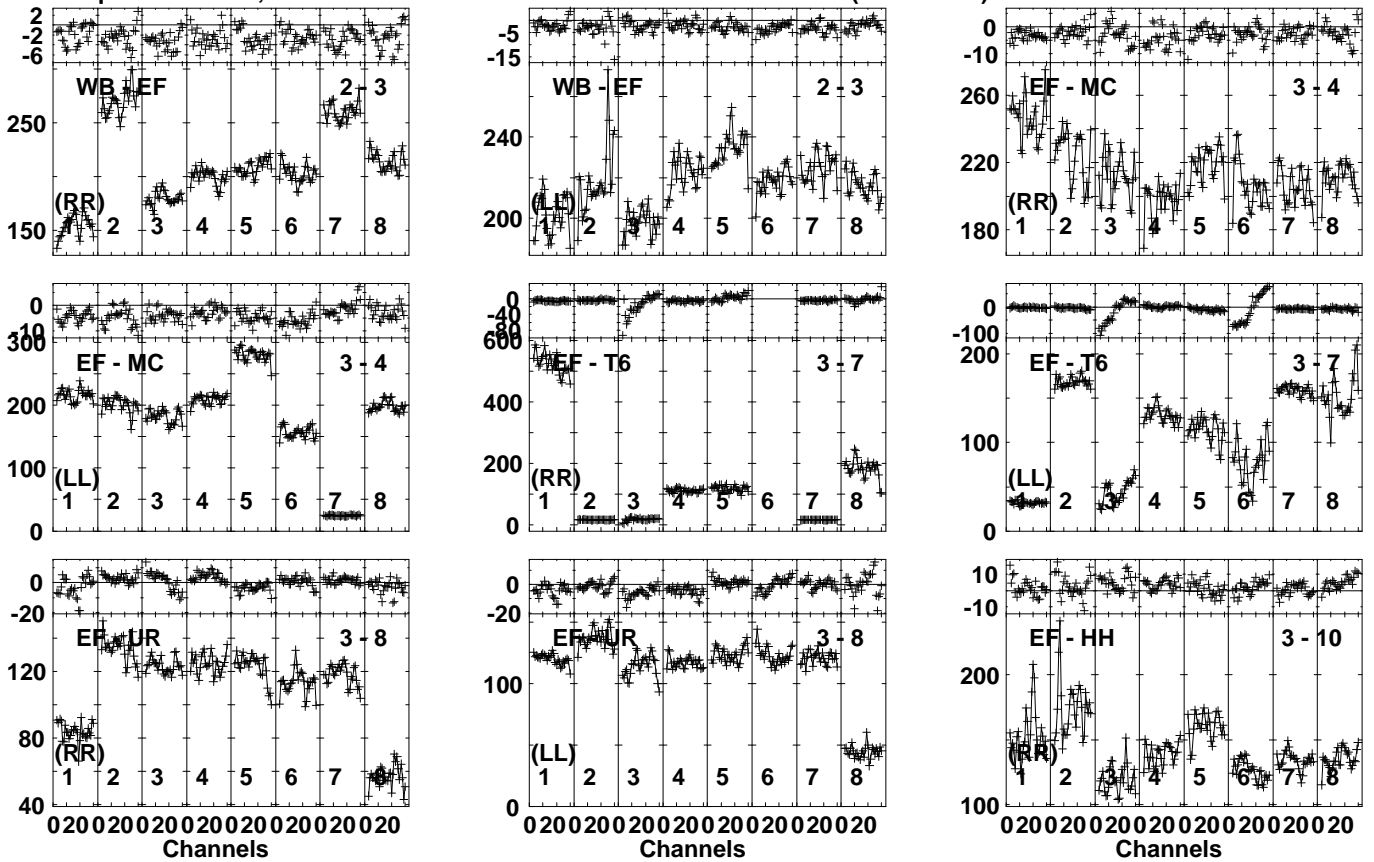 2 -2 -6
WB - EF 2 - 3
250 150
(RR)
1 2 3 4 5 6 7 8
-5 -15
WB - EF 2 - 3
240 200
(LL)
1 2 3 4 5 6 7 8
0 -10
EF - MC 3 - 4
260 220 180
(RR)
1 2 3 4 5 6 7 8
0 -10
EF - MC 3 - 4
300 200 100 0
(LL)
1 2 3 4 5 6 7 8
0 -40 -80
EF - T6 3 - 7
600 400 200 0
(RR)
1 2 3 4 5 6 7 8
0 -100
EF - T6 3 - 7
200 100 0
(LL)
1 2 3 4 5 6 7 8
0 -20
EF - UR 3 - 8
120 80 40
(RR)
1 2 3 4 5 6 7 8
0 20 0 20 0 20 0 20 0 20 0 20 0 20 0 20
Channels
0 -20
EF - UR 3 - 8
100 0
(LL)
1 2 3 4 5 6 7 8
0 20 0 20 0 20 0 20 0 20 0 20 0 20 0 20
Channels
10 -10
EF - HH 3 - 10
200 100
(RR)
1 2 3 4 5 6 7 8
0 20 0 20 0 20 0 20 0 20 0 20 0 20 0 20
Channels